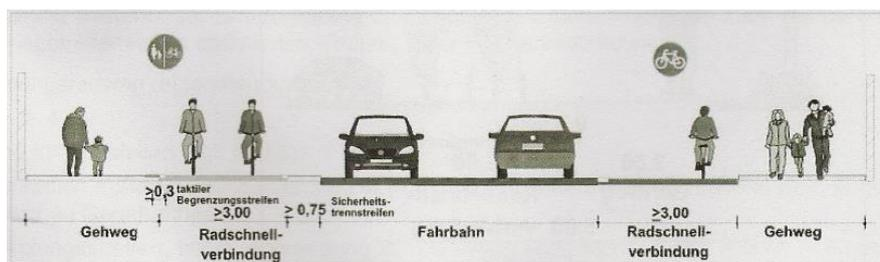 ≥0,3 taktiler
Begrenzungsstreifen
≥3,00
≥ 0,75
Sicherheits-
trennstreifen
≥3,00
Gehweg
Radschnell-
verbindung
Fahrbahn
Radschnell-
verbindung
Gehweg